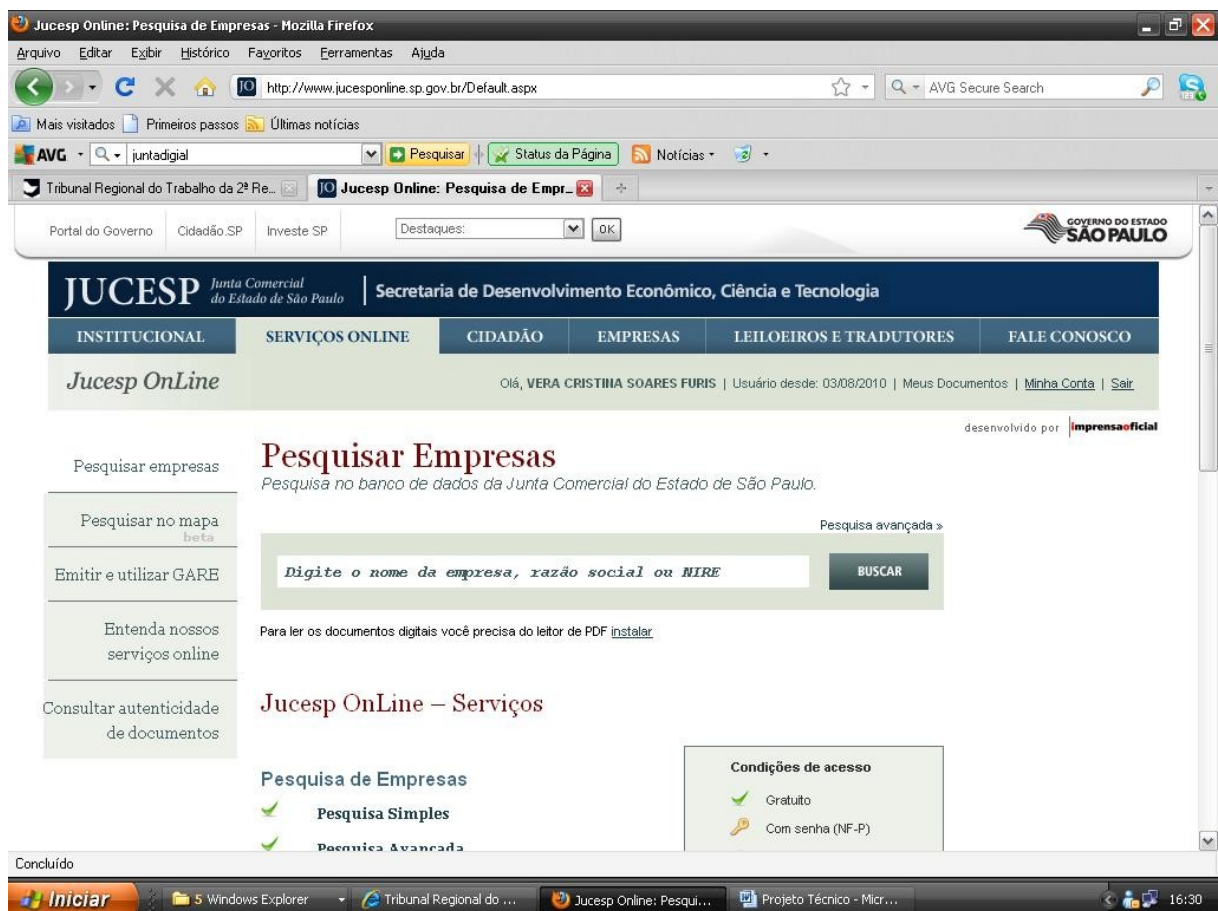 Jucesp Online: Pesquisa de Empresas - Mozilla Firefox
Arquivo Editar Exibir Histórico Favoritos Ferramentas Ajuda
JO http://www.jucesponline.sp.gov.br/Default.aspx AVG Secure Search
Mais visitados Primeiros passos Últimas notícias
AVG juntadigial Pesquisar Status da Página Notícias
Tribunal Regional do Trabalho da 2ª Re... JO Jucesp Online: Pesquisa de Empr...
Portal do Governo Cidadão.SP Investe SP Destaques: OK GOVERNO DO ESTADO
SÃO PAULO
JUCESP Junta Comercial do Estado de São Paulo Secretaria de Desenvolvimento Econômico, Ciência e Tecnologia
INSTITUCIONAL SERVIÇOS ONLINE CIDADÃO EMPRESAS LEILOEIROS E TRADUTORES FALE CONOSCO
Jucesp OnLine Olá, VERA CRISTINA SOARES FURIS | Usuário desde: 03/08/2010 | Meus Documentos | Minha Conta | Sair
desenvolvido por imprensaoficial
Pesquisar empresas
Pesquisar no mapa
beta
Emitir e utilizar GARE
Entenda nossos
serviços online
Consultar autenticidade
de documentos
Pesquisar Empresas
Pesquisa no banco de dados da Junta Comercial do Estado de São Paulo.
Pesquisa avançada »
Digite o nome da empresa, razão social ou NIRE BUSCAR
Para ler os documentos digitais você precisa do leitor de PDF instalar
Jucesp OnLine – Serviços
Pesquisa de Empresas
Pesquisa Simples
Pesquisa Avançada
Condições de acesso
Gratuito
Com senha (NF-P)
Concluído
Iniciar 5 Windows Explorer Tribunal Regional do ... Jucesp Online: Pesqui... Projeto Técnico - Micr... 16:30